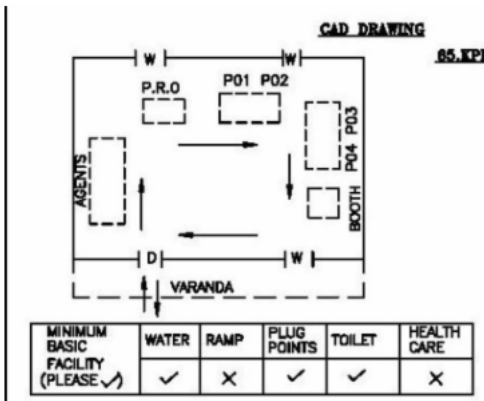 CAD DRAWING
W W
P.R.O P01 P02
P03
P04
AGENTS
BOOTH
D W
VARANDA
MINIMUM BASIC FACILITY (PLEASE ✓) WATER RAMP PLUG POINTS TOILET HEALTH CARE
✓ X ✓ ✓ X